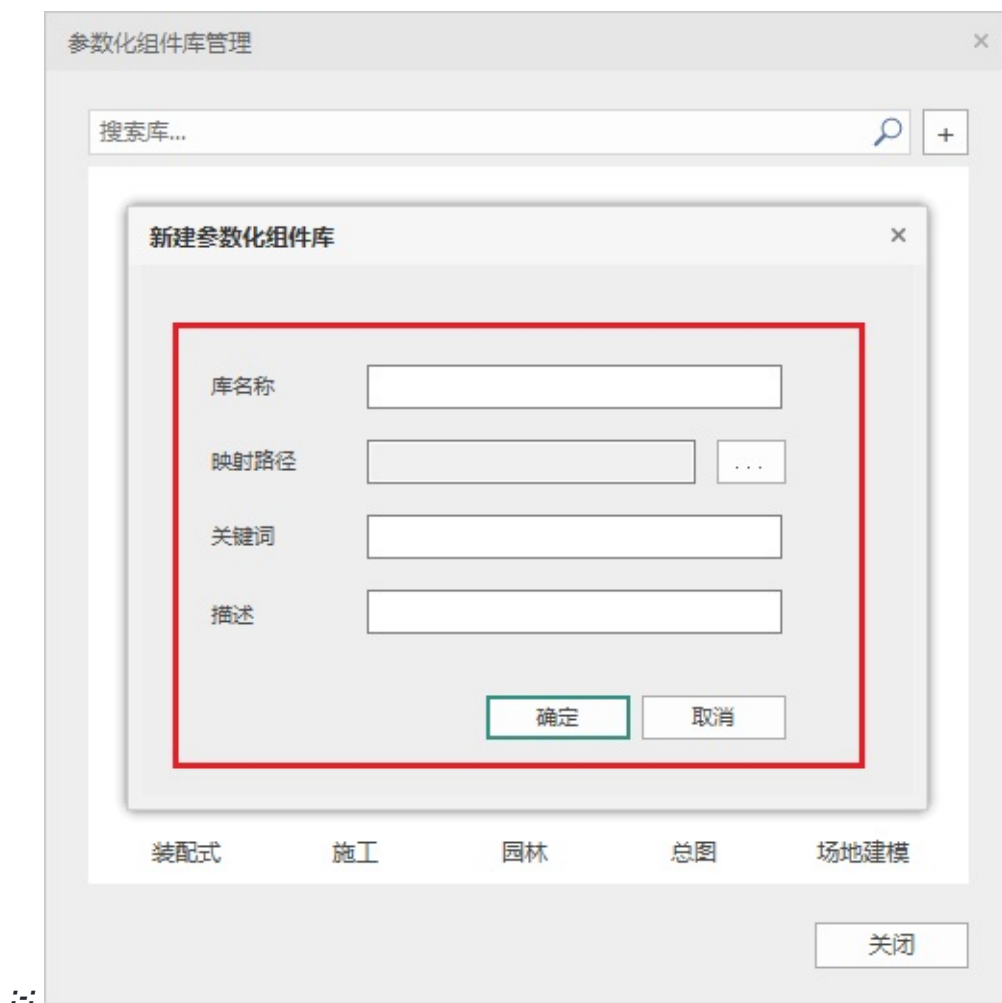 参数化组件库管理 ×
搜索库... +
新建参数化组件库 ×
库名称
映射路径 ...
关键词
描述
确定 取消
装配式 施工 园林 总图 场地建模
关闭